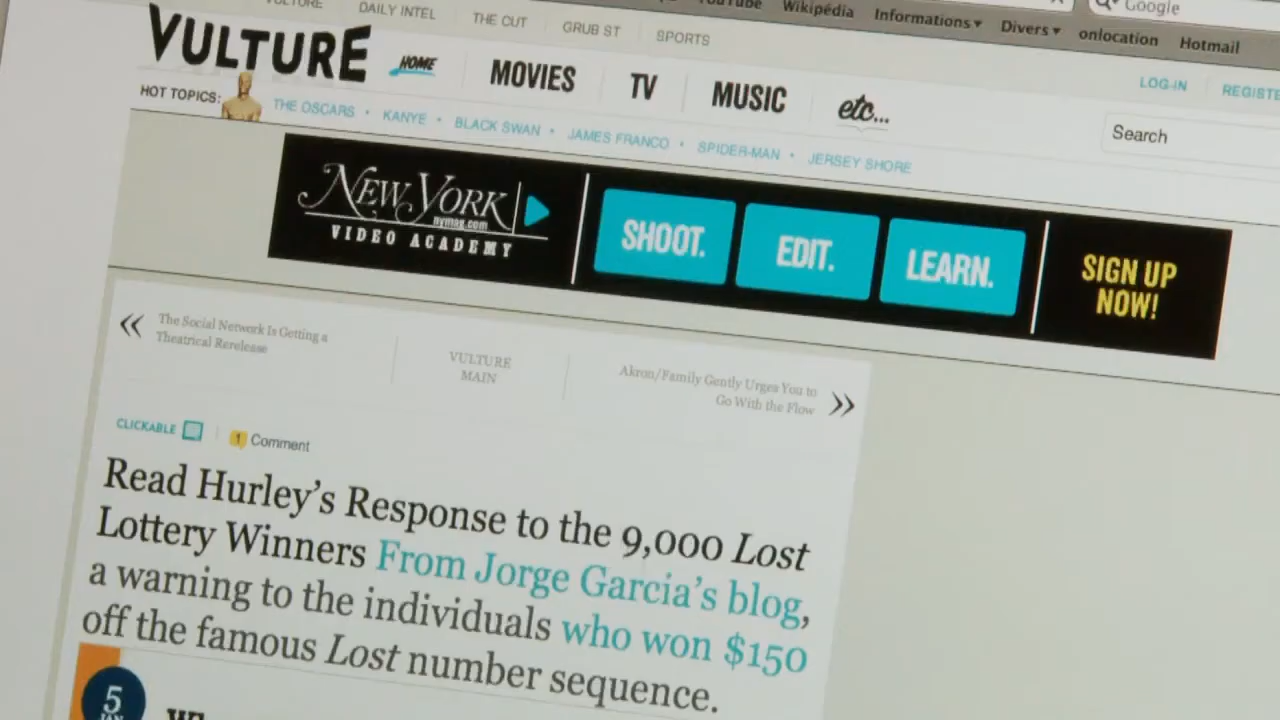 YouTube Wikipédia Informations▾ Divers▾ onlocation Hotmail
Google
VULTURE DAILY INTEL THE CUT GRUB ST SPORTS
VULTURE
HOME MOVIES TV MUSIC etc...
LOG-IN
HOT TOPICS: THE OSCARS • KANYE • BLACK SWAN • JAMES FRANCO • SPIDER-MAN • JERSEY SHORE
Search
NEW YORK
nymag.com
VIDEO ACADEMY
SHOOT. EDIT. LEARN.
SIGN UP
NOW!
« The Social Network Is Getting a
Theatrical Rerelease
VULTURE
MAIN
Akron/Family Gently Urges You to
Go With the Flow »
CLICKABLE 1 Comment
Read Hurley’s Response to the 9,000 Lost
Lottery Winners From Jorge Garcia’s blog,
a warning to the individuals who won $150
off the famous Lost number sequence.
5